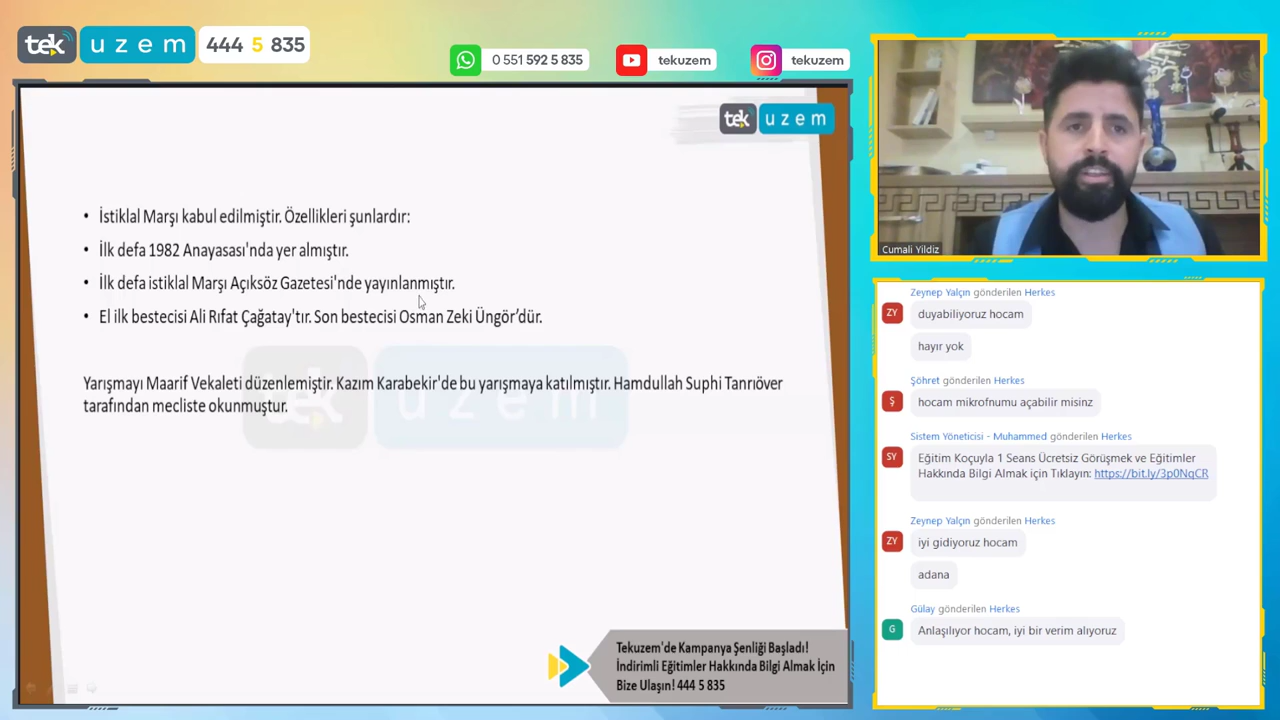 tek uzem 444 5 835
0 551 592 5 835
tekuzem
tekuzem
tek uzem
• İstiklal Marşı kabul edilmiştir. Özellikleri şunlardır:
• İlk defa 1982 Anayasası'nda yer almıştır.
• İlk defa istiklal Marşı Açıksöz Gazetesi'nde yayınlanmıştır.
• El ilk bestecisi Ali Rıfat Çağatay'tır. Son bestecisi Osman Zeki Üngör’dür.
Yarışmayı Maarif Vekaleti düzenlemiştir. Kazım Karabekir'de bu yarışmaya katılmıştır. Hamdullah Suphi Tanrıöver
tarafından mecliste okunmuştur.
tek uzem
Tekuzem'de Kampanya Şenliği Başladı!
İndirimli Eğitimler Hakkında Bilgi Almak İçin
Bize Ulaşın! 444 5 835
Cumali Yildiz
Zeynep Yalçın gönderilen Herkes
ZY
duyabiliyoruz hocam
hayır yok
Şöhret gönderilen Herkes
Ş
hocam mikrofnumu açabilir misinz
Sistem Yöneticisi - Muhammed gönderilen Herkes
SY
Eğitim Koçuyla 1 Seans Ücretsiz Görüşmek ve Eğitimler
Hakkında Bilgi Almak için Tıklayın: https://bit.ly/3p0NqCR
Zeynep Yalçın gönderilen Herkes
ZY
iyi gidiyoruz hocam
adana
Gülay gönderilen Herkes
G
Anlaşılıyor hocam, iyi bir verim alıyoruz